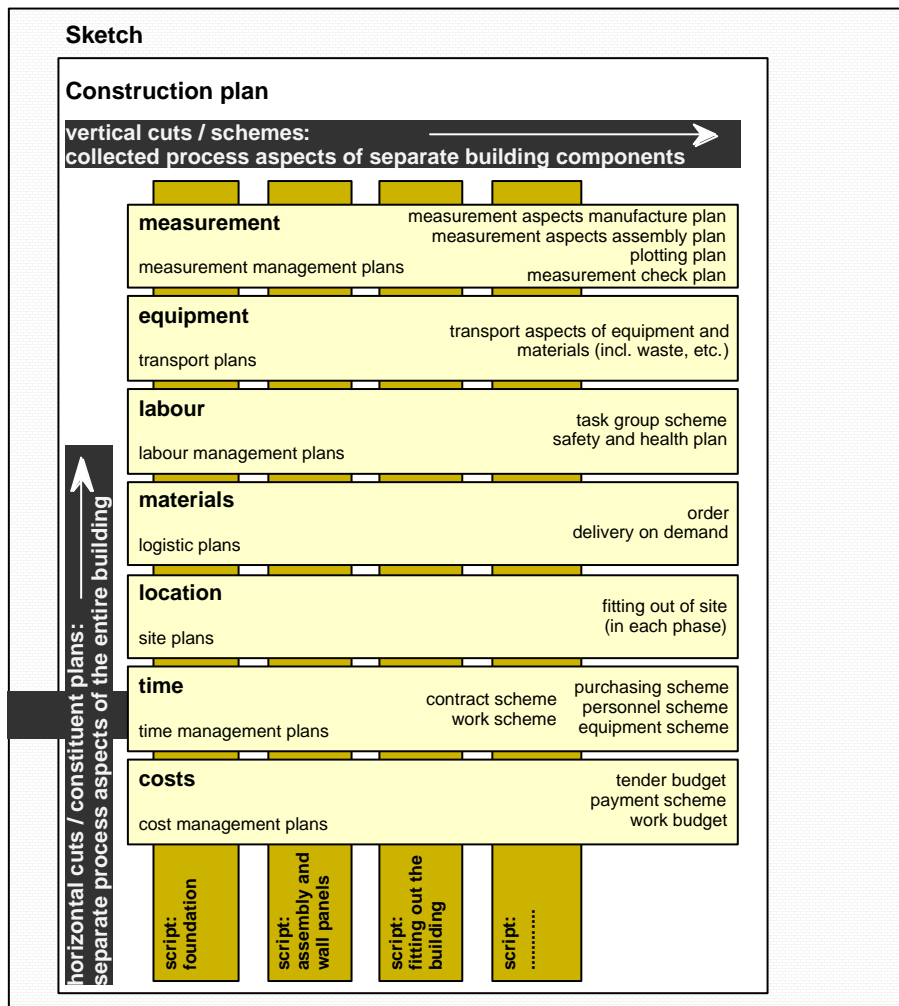 Sketch
Construction plan
vertical cuts / schemes:
collected process aspects of separate building components
measurement
measurement management plans
measurement aspects manufacture plan
measurement aspects assembly plan
plotting plan
measurement check plan
equipment
transport plans
transport aspects of equipment and
materials (incl. waste, etc.)
labour
labour management plans
task group scheme
safety and health plan
materials
logistic plans
order
delivery on demand
location
site plans
fitting out of site
(in each phase)
time
time management plans
contract scheme
work scheme
purchasing scheme
personnel scheme
equipment scheme
costs
cost management plans
tender budget
payment scheme
work budget
horizontal cuts / constituent plans:
separate process aspects of the entire building
script:
foundation
script:
assembly and
wall panels
script:
fitting out the
building
script:
.............